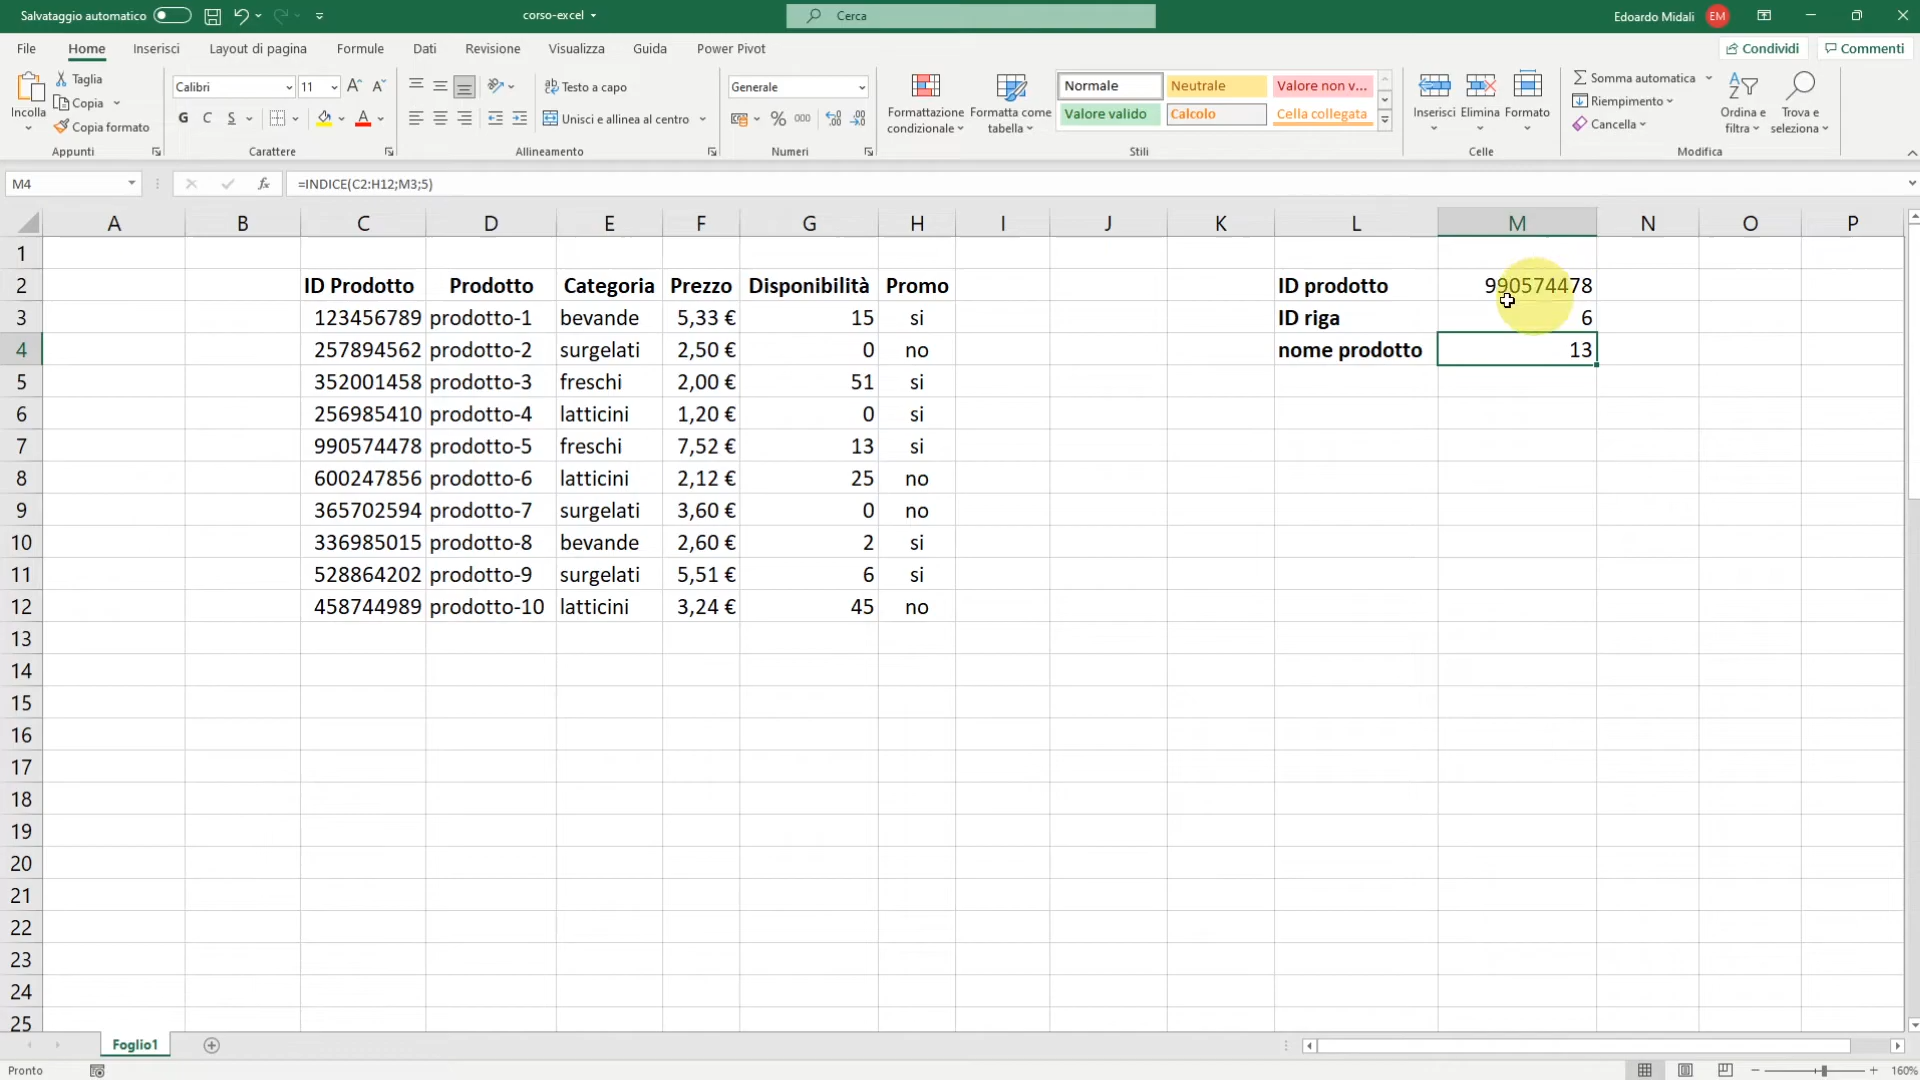 Salvataggio automatico
corso-excel
Cerca
Edoardo Midali EM
File Home Inserisci Layout di pagina Formule Dati Revisione Visualizza Guida Power Pivot
Condividi Commenti
Incolla
Taglia
Copia
Copia formato
Appunti
Calibri 11
G C S
Carattere
Testo a capo
Unisci e allinea al centro
Allineamento
Generale
% 000
Numeri
Formattazione condizionale
Formatta come tabella
Normale Neutrale Valore non v...
Valore valido Calcolo Cella collegata
Stili
Inserisci Elimina Formato
Celle
Somma automatica
Riempimento
Cancella
Ordina e filtra
Trova e seleziona
Modifica
M4 fx =INDICE(C2:H12;M3;5)
A B C D E F G H I J K L M N O P
1
2 ID Prodotto Prodotto Categoria Prezzo Disponibilità Promo ID prodotto 990574478
3 123456789 prodotto-1 bevande 5,33 € 15 si ID riga 6
4 257894562 prodotto-2 surgelati 2,50 € 0 no nome prodotto 13
5 352001458 prodotto-3 freschi 2,00 € 51 si
6 256985410 prodotto-4 latticini 1,20 € 0 si
7 990574478 prodotto-5 freschi 7,52 € 13 si
8 600247856 prodotto-6 latticini 2,12 € 25 no
9 365702594 prodotto-7 surgelati 3,60 € 0 no
10 336985015 prodotto-8 bevande 2,60 € 2 si
11 528864202 prodotto-9 surgelati 5,51 € 6 si
12 458744989 prodotto-10 latticini 3,24 € 45 no
13
14
15
16
17
18
19
20
21
22
23
24
25
Foglio1
Pronto
160%